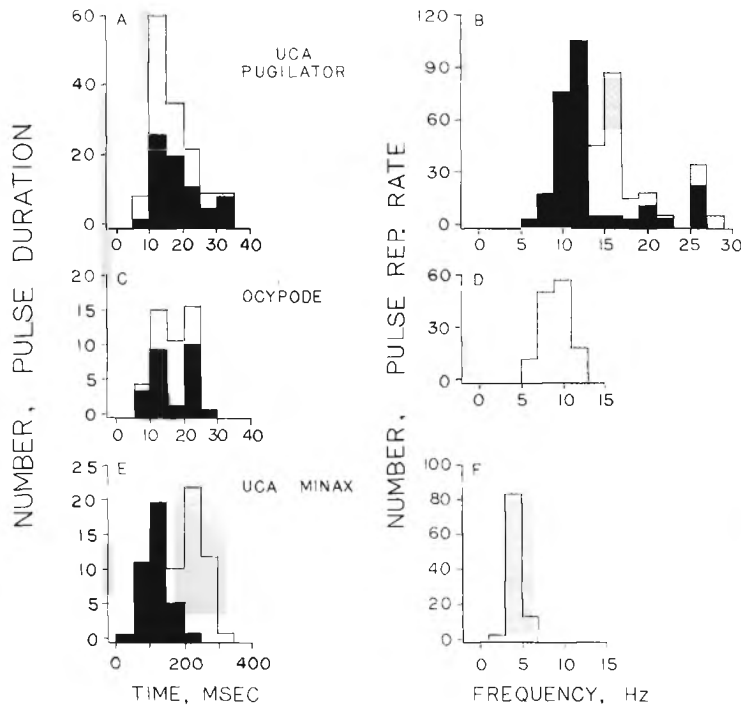 NUMBER, PULSE DURATION
A
UCA
PUGILATOR
60
40
20
0
0 10 20 30 40
C
OCYPODE
20
15
10
5
0
0 10 20 30 40
E
UCA MINAX
25
20
15
10
5
0
0 200 400
TIME, MSEC
NUMBER, PULSE REP. RATE
B
120
90
60
30
0
0 5 10 15 20 25 30
D
60
30
0
0 5 10 15
F
100
80
60
40
20
0
0 5 10 15
FREQUENCY, Hz